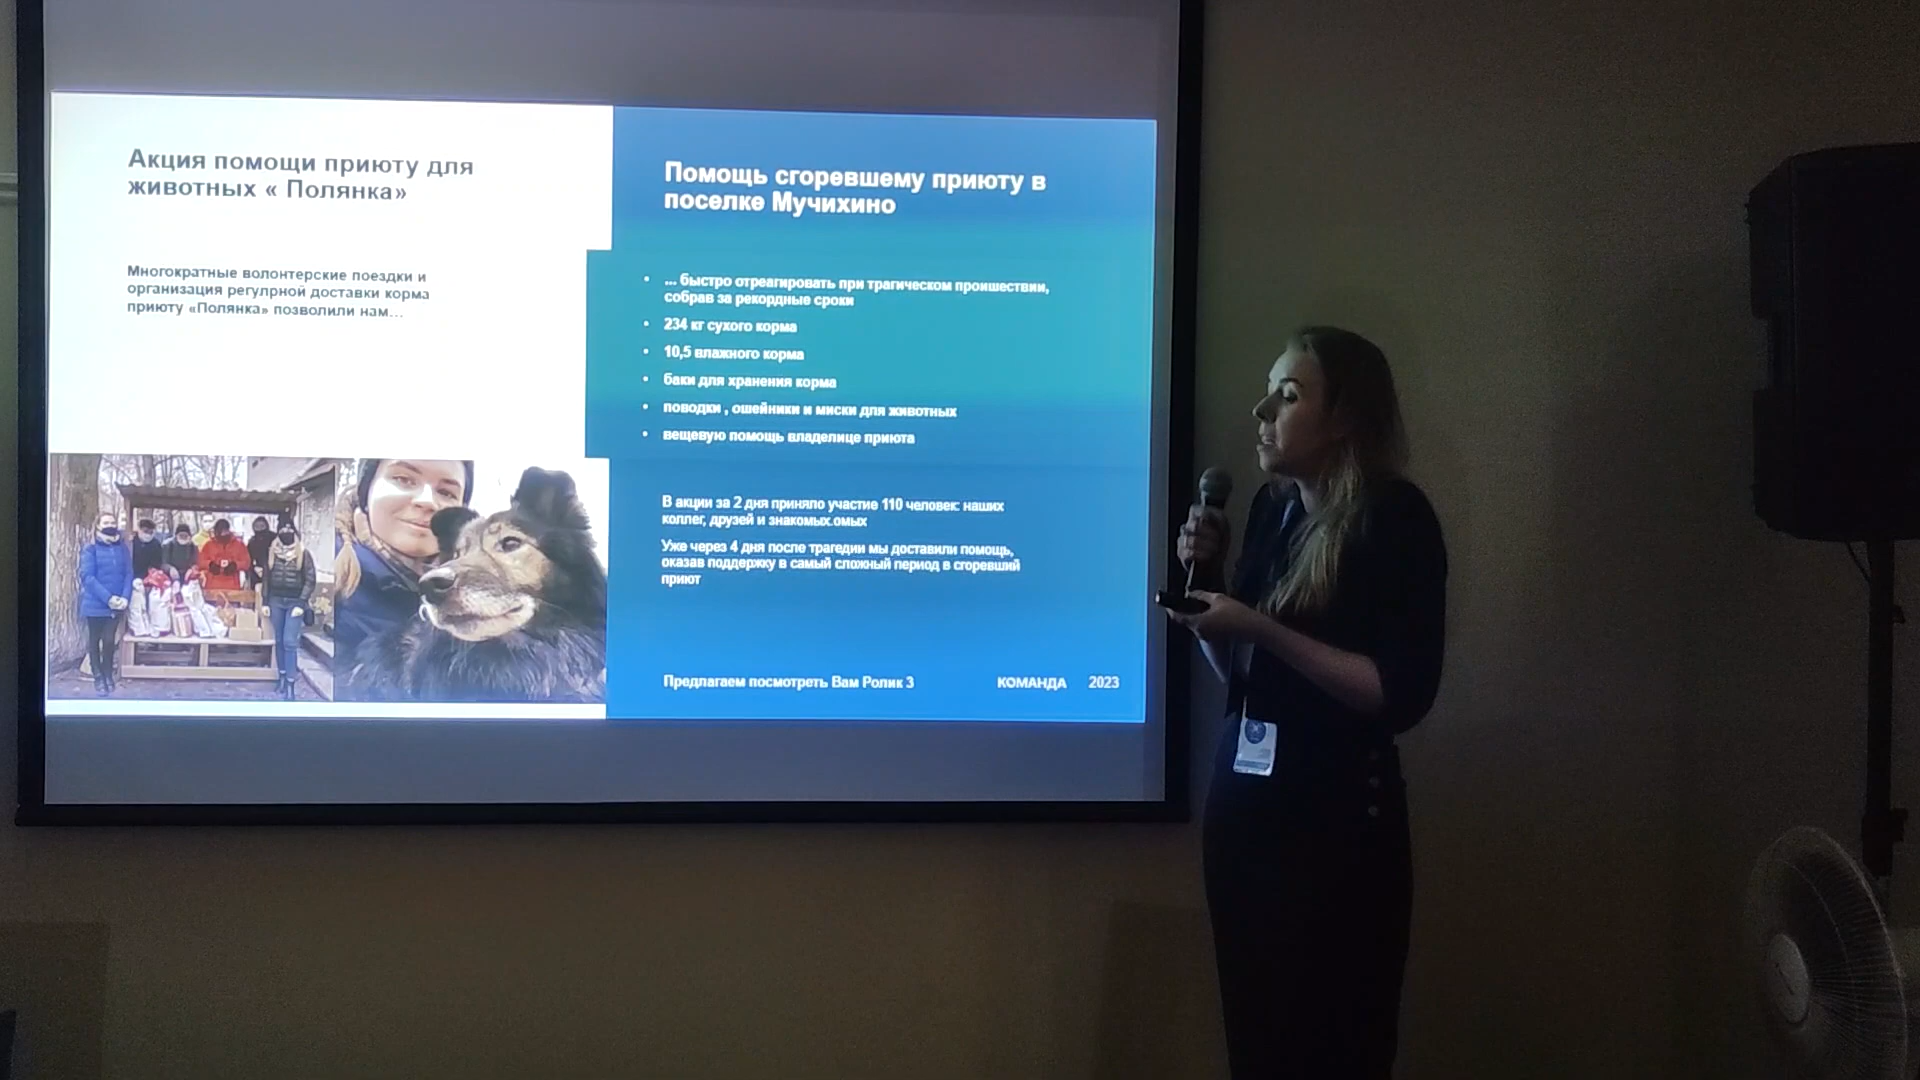 Акция помощи приюту для
животных « Полянка»
Многократные волонтерские поездки и
организация регулрной доставки корма
приюту «Полянка» позволили нам...
Помощь сгоревшему приюту в
поселке Мучихино
• ... быстро отреагировать при трагическом проишествии,
собрав за рекордные сроки
• 234 кг сухого корма
• 10,5 влажного корма
• баки для хранения корма
• поводки , ошейники и миски для животных
• вещевую помощь владелице приюта
В акции за 2 дня приняло участие 110 человек: наших
коллег, друзей и знакомых.омых
Уже через 4 дня после трагедии мы доставили помощь,
оказав поддержку в самый сложный период в сгоревший
приют
Предлагаем посмотреть Вам Ролик 3
КОМАНДА 2023